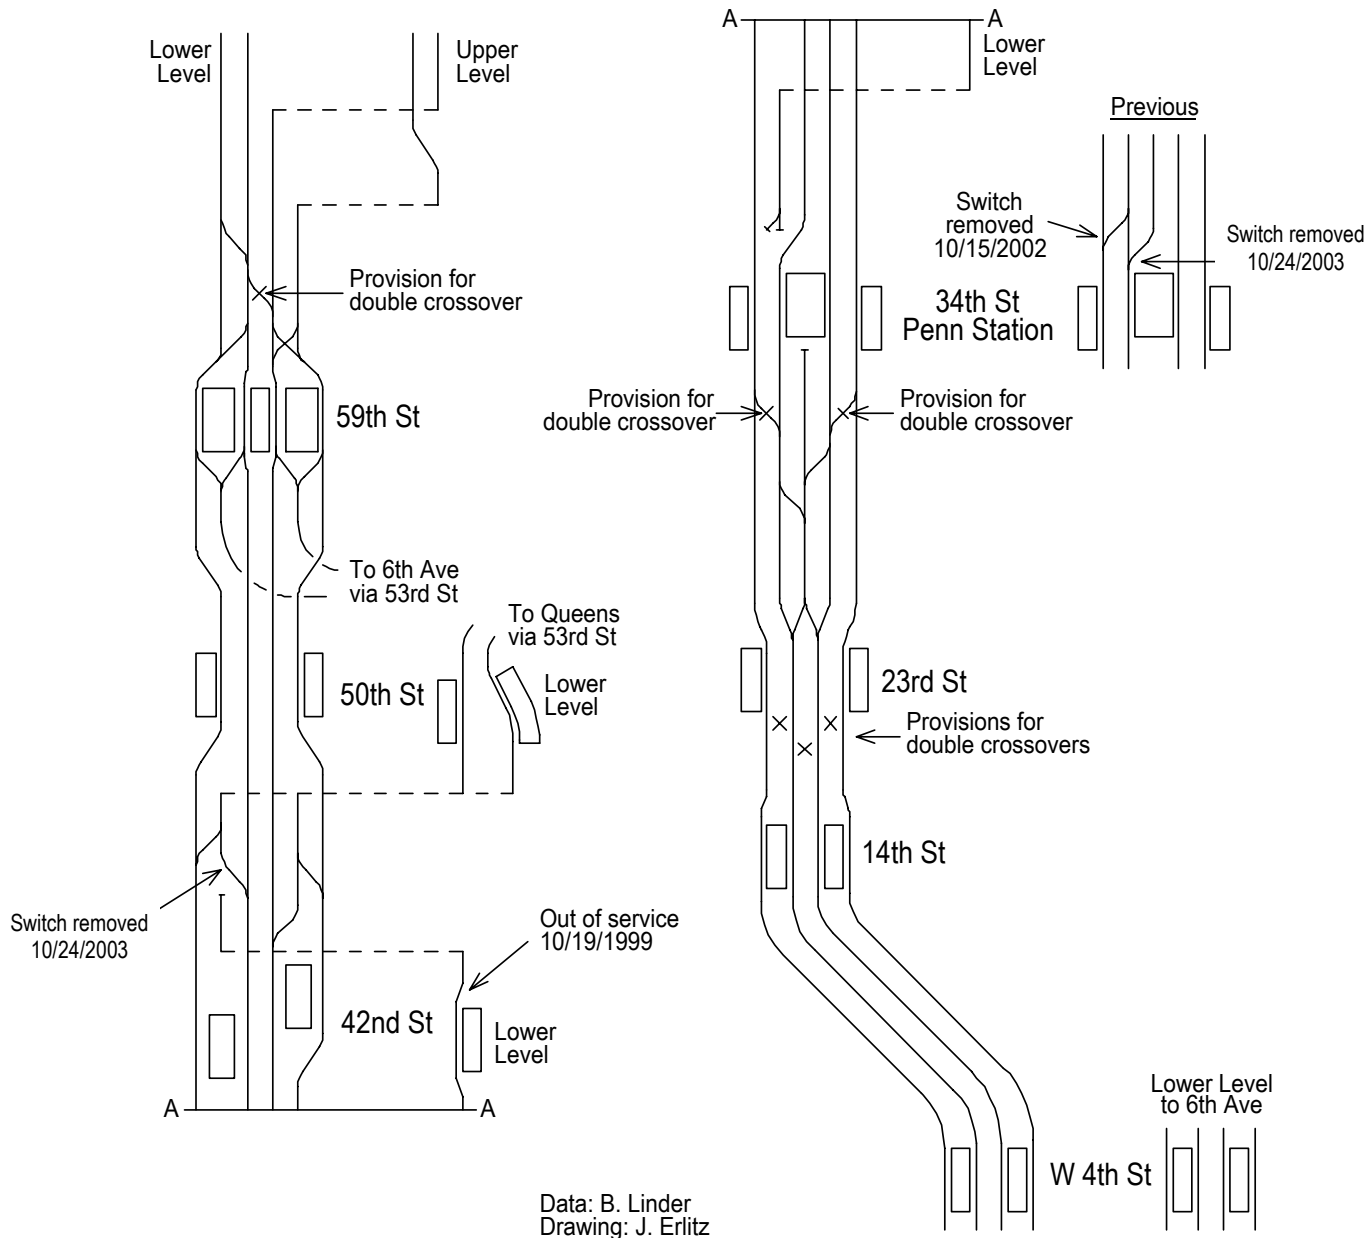 Lower
Level
Upper
Level
Provision for
double crossover
59th St
To 6th Ave
via 53rd St
To Queens
via 53rd St
50th St
Lower
Level
Switch removed
10/24/2003
Out of service
10/19/1999
42nd St
Lower
Level
A
A
A
A
Lower
Level
Previous
Switch
removed
10/15/2002
Switch removed
10/24/2003
34th St
Penn Station
Provision for
double crossover
Provision for
double crossover
23rd St
Provisions for
double crossovers
14th St
Lower Level
to 6th Ave
W 4th St
Data: B. Linder
Drawing: J. Erlitz